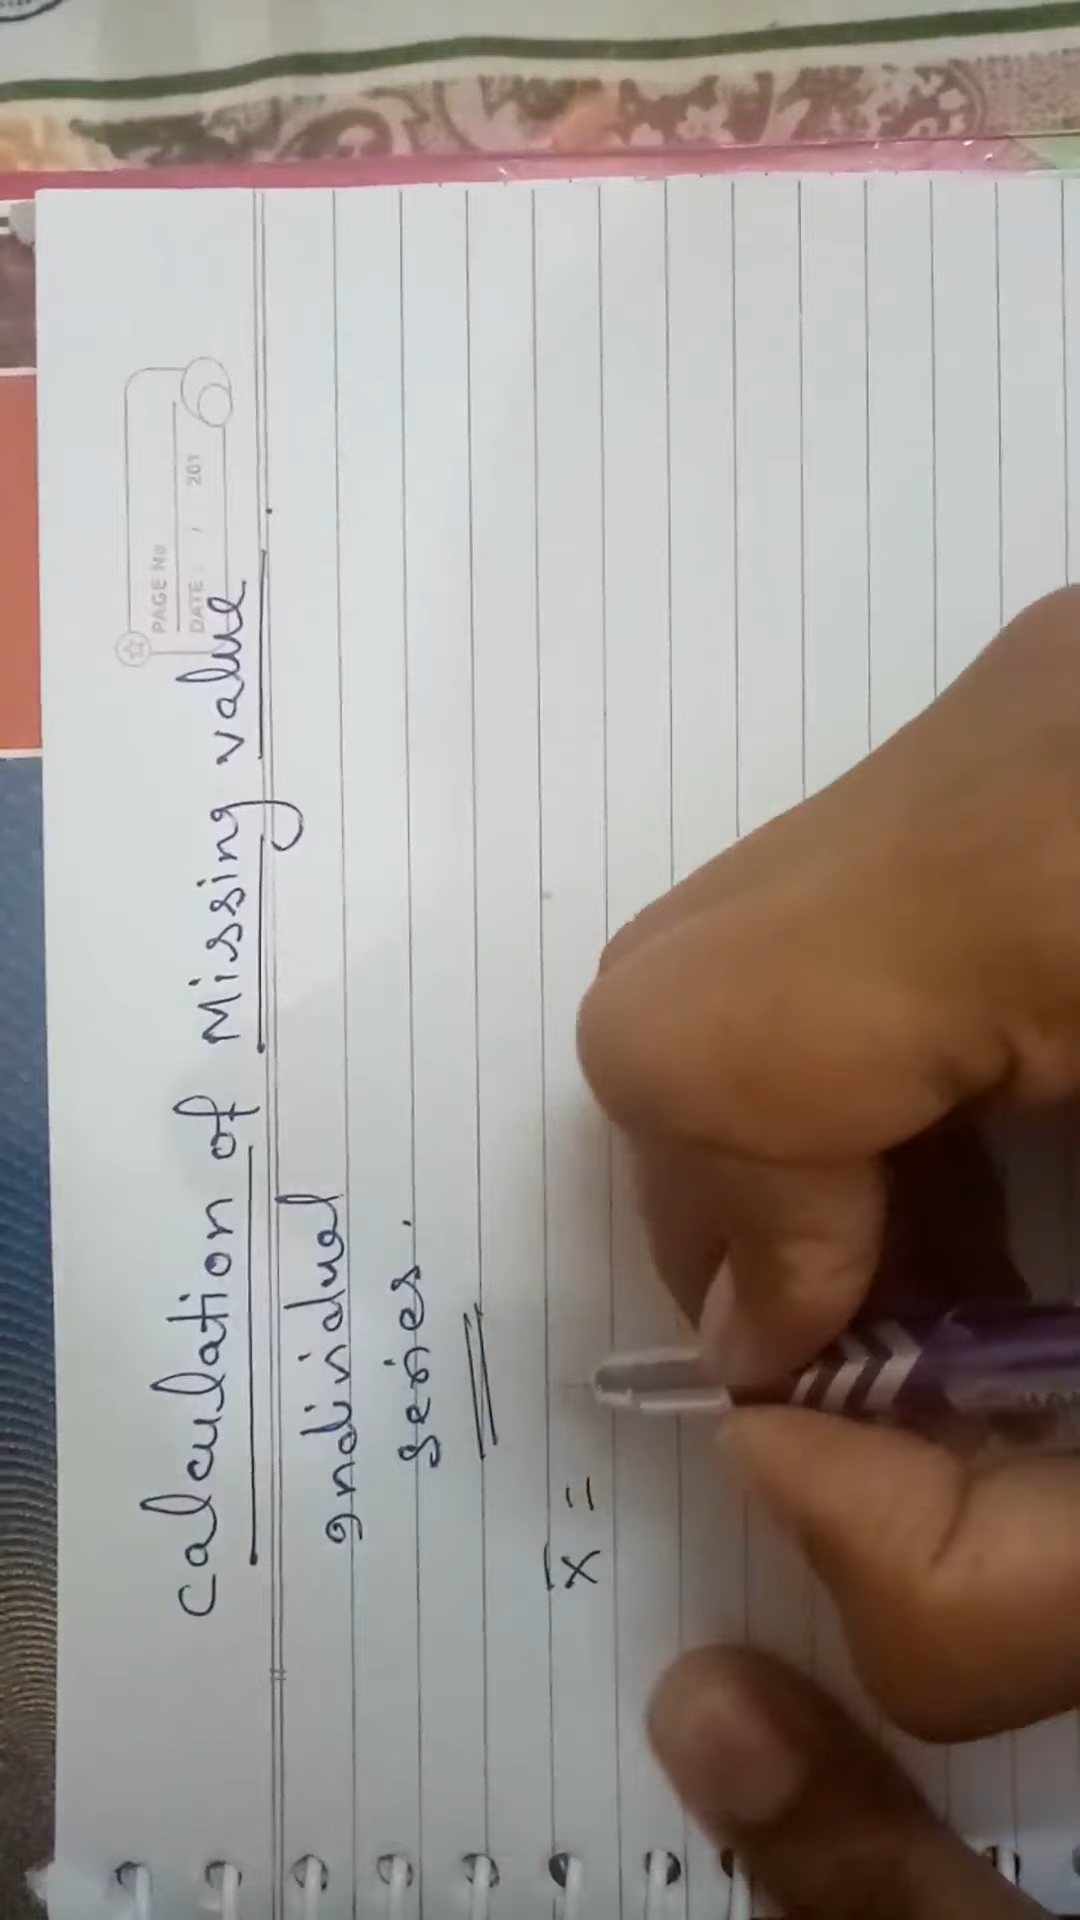 PAGE No
DATE : / 201
Calculation of Missing value
Individual
series.
x̄ =